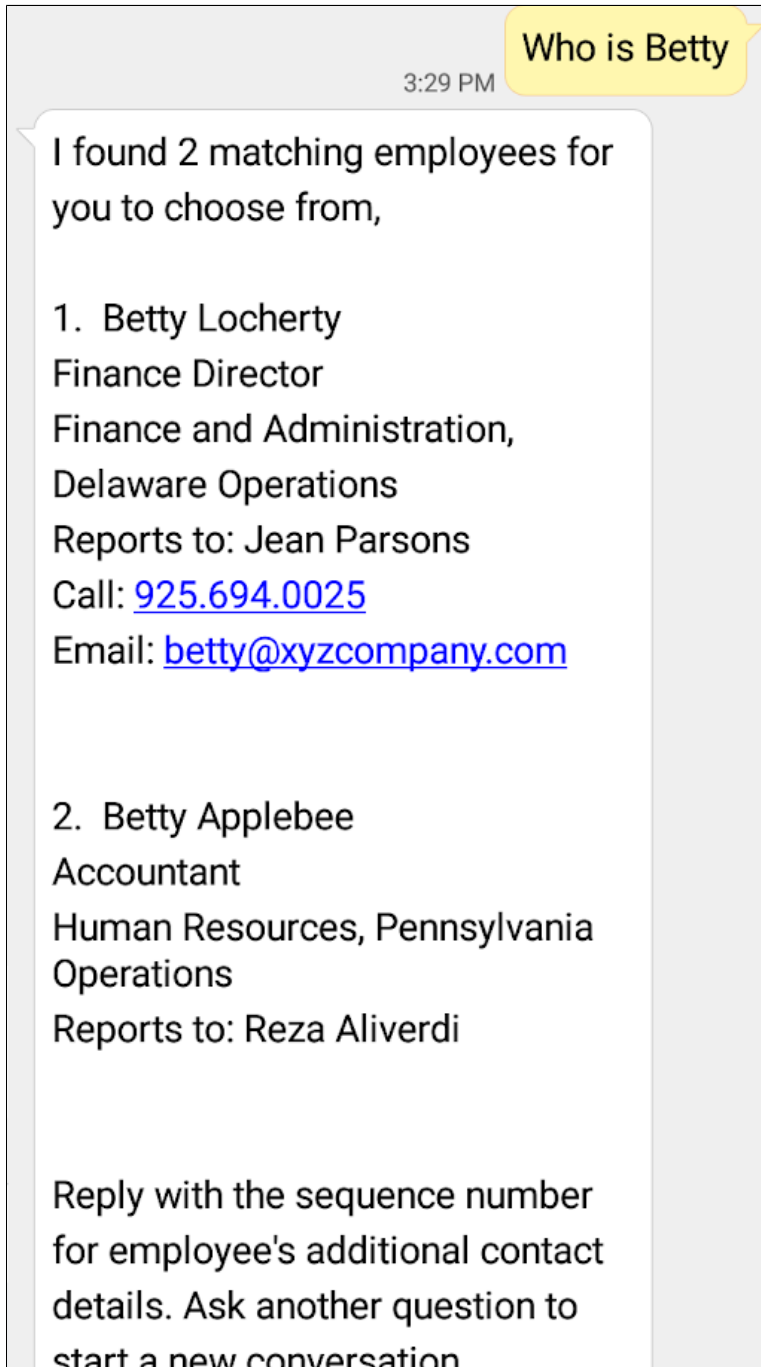 Who is Betty
3:29 PM
I found 2 matching employees for
you to choose from,
1.  Betty Locherty
Finance Director
Finance and Administration,
Delaware Operations
Reports to: Jean Parsons
Call: 925.694.0025
Email: betty@xyzcompany.com
2.  Betty Applebee
Accountant
Human Resources, Pennsylvania
Operations
Reports to: Reza Aliverdi
Reply with the sequence number
for employee's additional contact
details. Ask another question to
start a new conversation